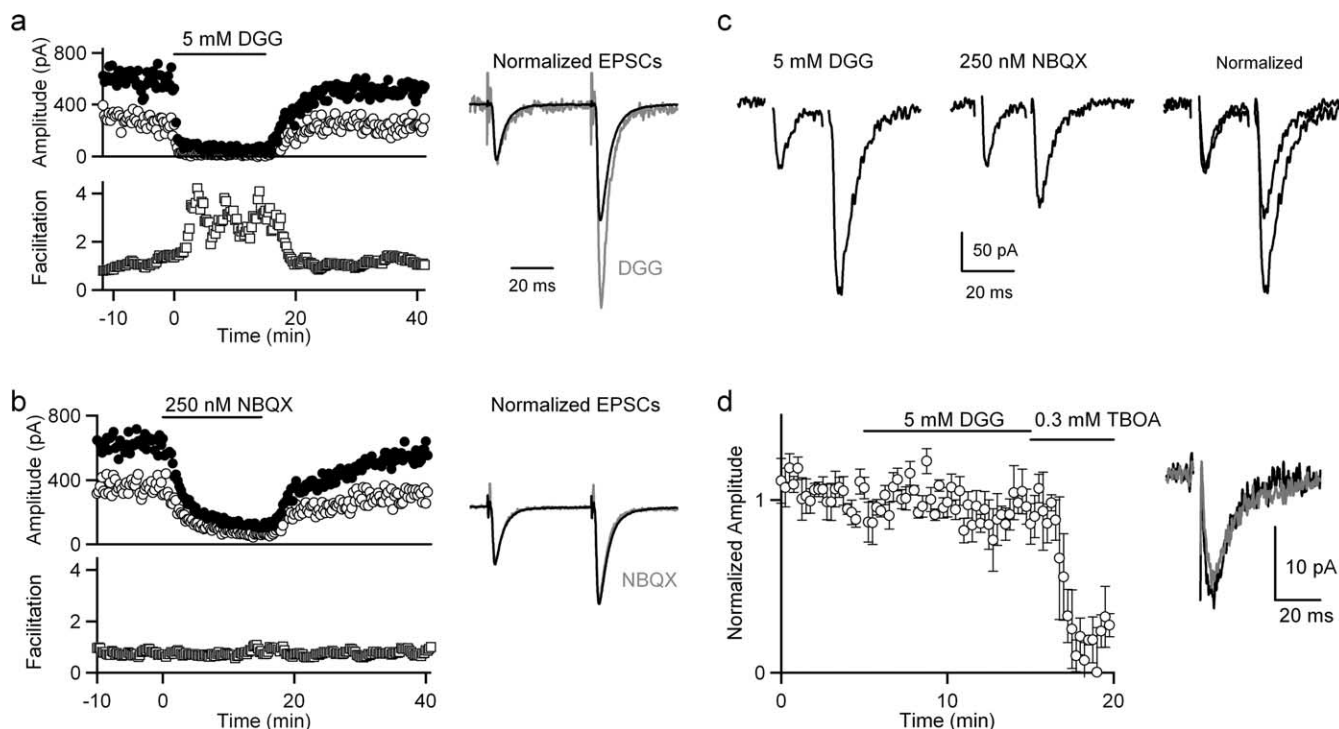 a
5 mM DGG
800
400
0
Amplitude (pA)
4
2
0
Facilitation
-10
0
20
40
Time (min)
Normalized EPSCs
DGG
20 ms
b
250 nM NBQX
800
400
0
Amplitude (pA)
4
2
0
Facilitation
-10
0
10
20
30
40
Time (min)
Normalized EPSCs
NBQX
c
5 mM DGG
250 nM NBQX
Normalized
50 pA
20 ms
d
5 mM DGG
0.3 mM TBOA
1
0
Normalized Amplitude
0
10
20
Time (min)
10 pA
20 ms